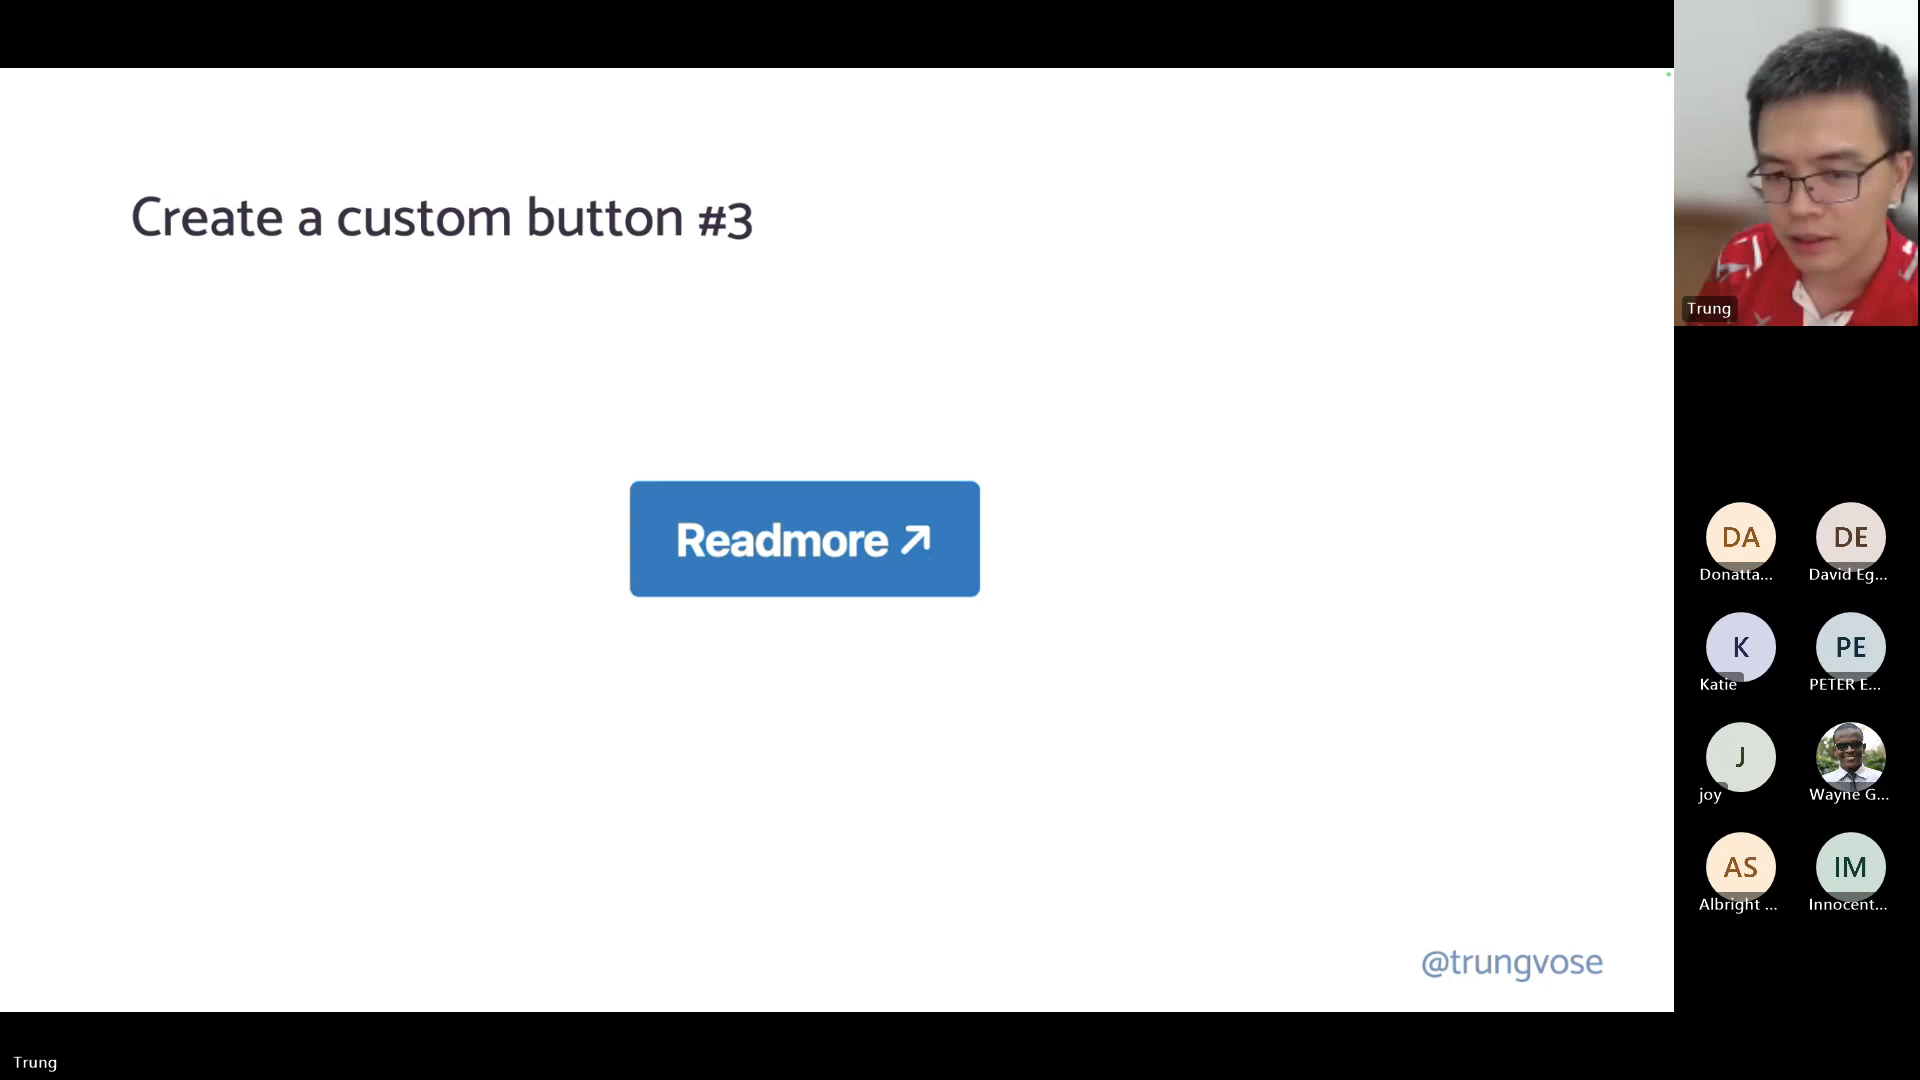 Create a custom button #3
Readmore
@trungvose
Trung
Trung
DA
Donatta...
DE
David Eg...
K
Katie
PE
PETER E...
J
joy
Wayne G...
AS
Albright ...
IM
Innocent...